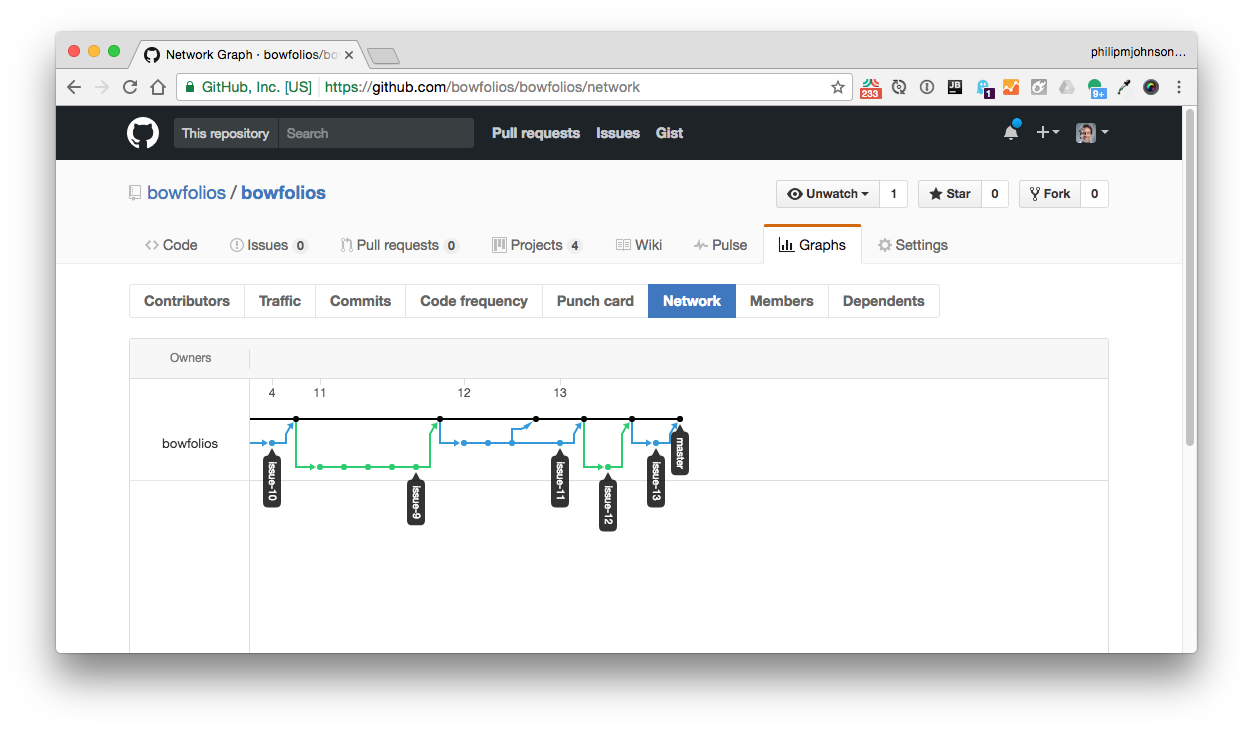 Network Graph · bowfolios/bo
philipmjohnson…
GitHub, Inc. [US] https://github.com/bowfolios/bowfolios/network
233
JB
1
9+
This repository Search Pull requests Issues Gist
bowfolios / bowfolios
Unwatch 1 Star 0 Fork 0
Code Issues 0 Pull requests 0 Projects 4 Wiki Pulse Graphs Settings
Contributors Traffic Commits Code frequency Punch card Network Members Dependents
Owners
4 11 12 13
bowfolios
issue-10
issue-9
issue-11
issue-12
issue-13
master